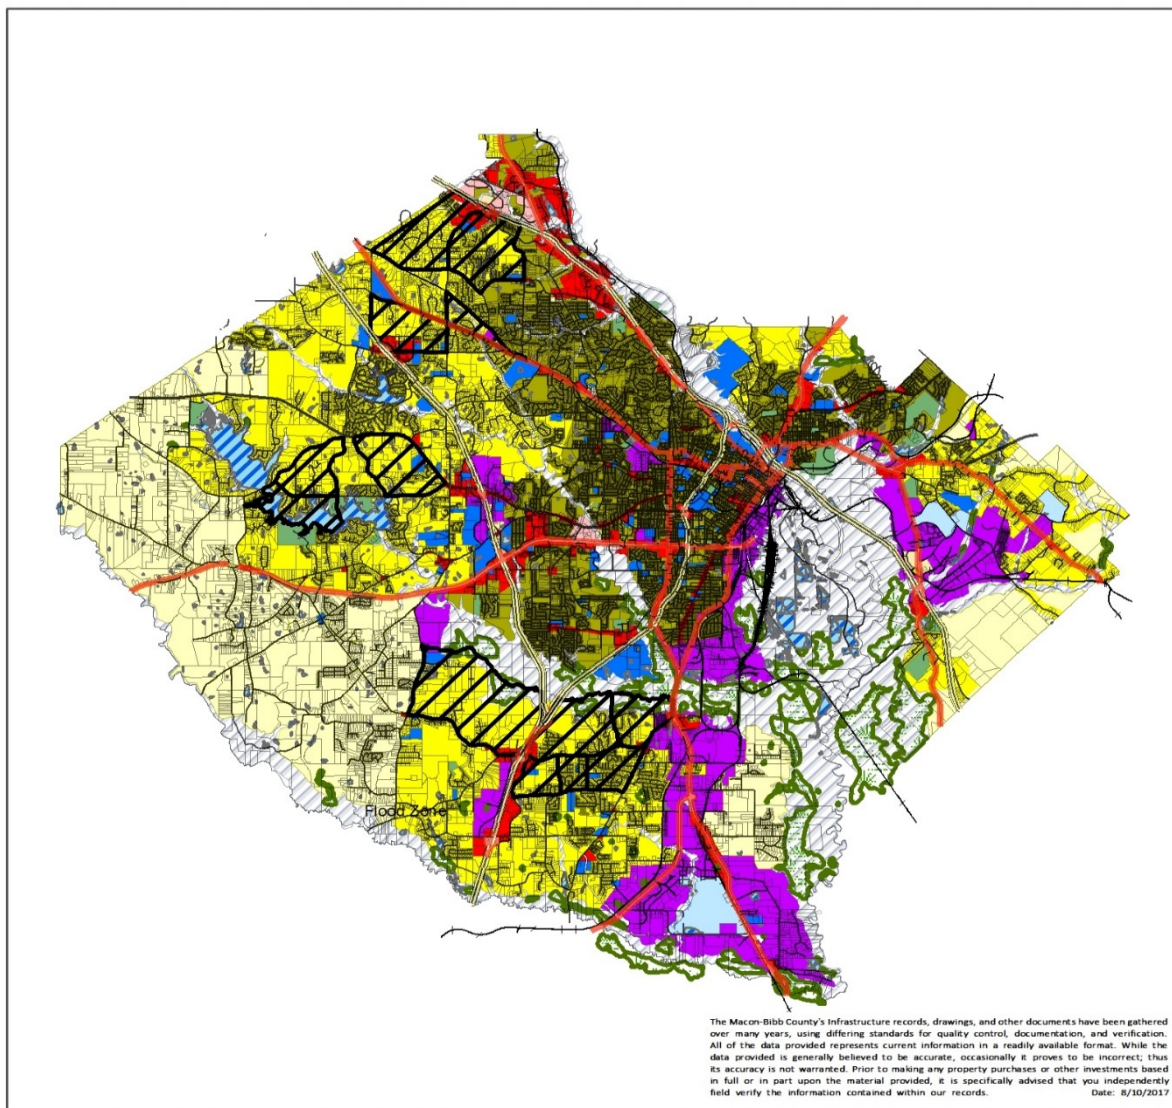 Flood Zone
The Macon-Bibb County's Infrastructure records, drawings, and other documents have been gathered
over many years, using differing standards for quality control, documentation, and verification.
All of the data provided represents current information in a readily available format. While the
data provided is generally believed to be accurate, occasionally it proves to be incorrect; thus
its accuracy is not warranted. Prior to making any property purchases or other investments based
in full or in part upon the material provided, it is specifically advised that you independently
field verify the information contained within our records. Date: 8/10/2017